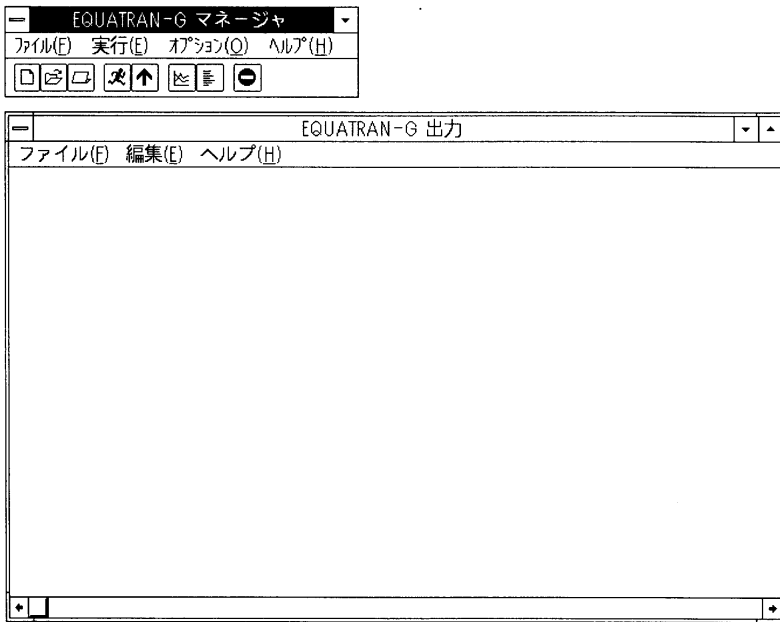 EQUATRAN-G マネージャ
ﾌｧｲﾙ(F) 実行(E) ｵﾌﾟｼｮﾝ(O) ﾍﾙﾌﾟ(H)
EQUATRAN-G 出力
ファイル(F) 編集(E) ヘルプ(H)